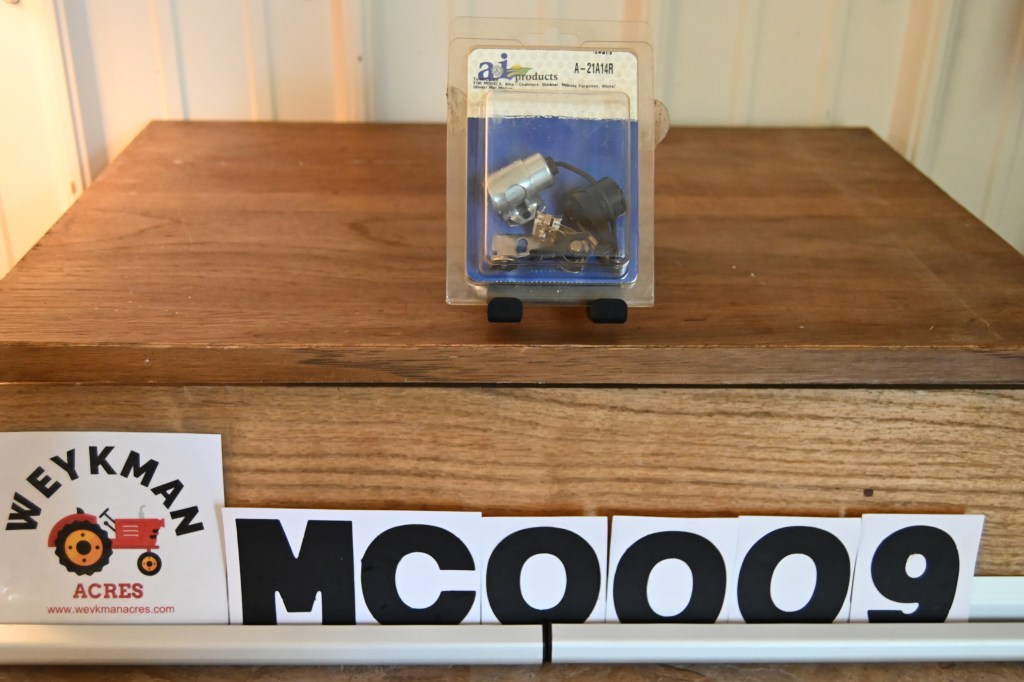 a&i products A-21A14R
WEYKMAN
ACRES
www.weykmanacres.com
MC0009